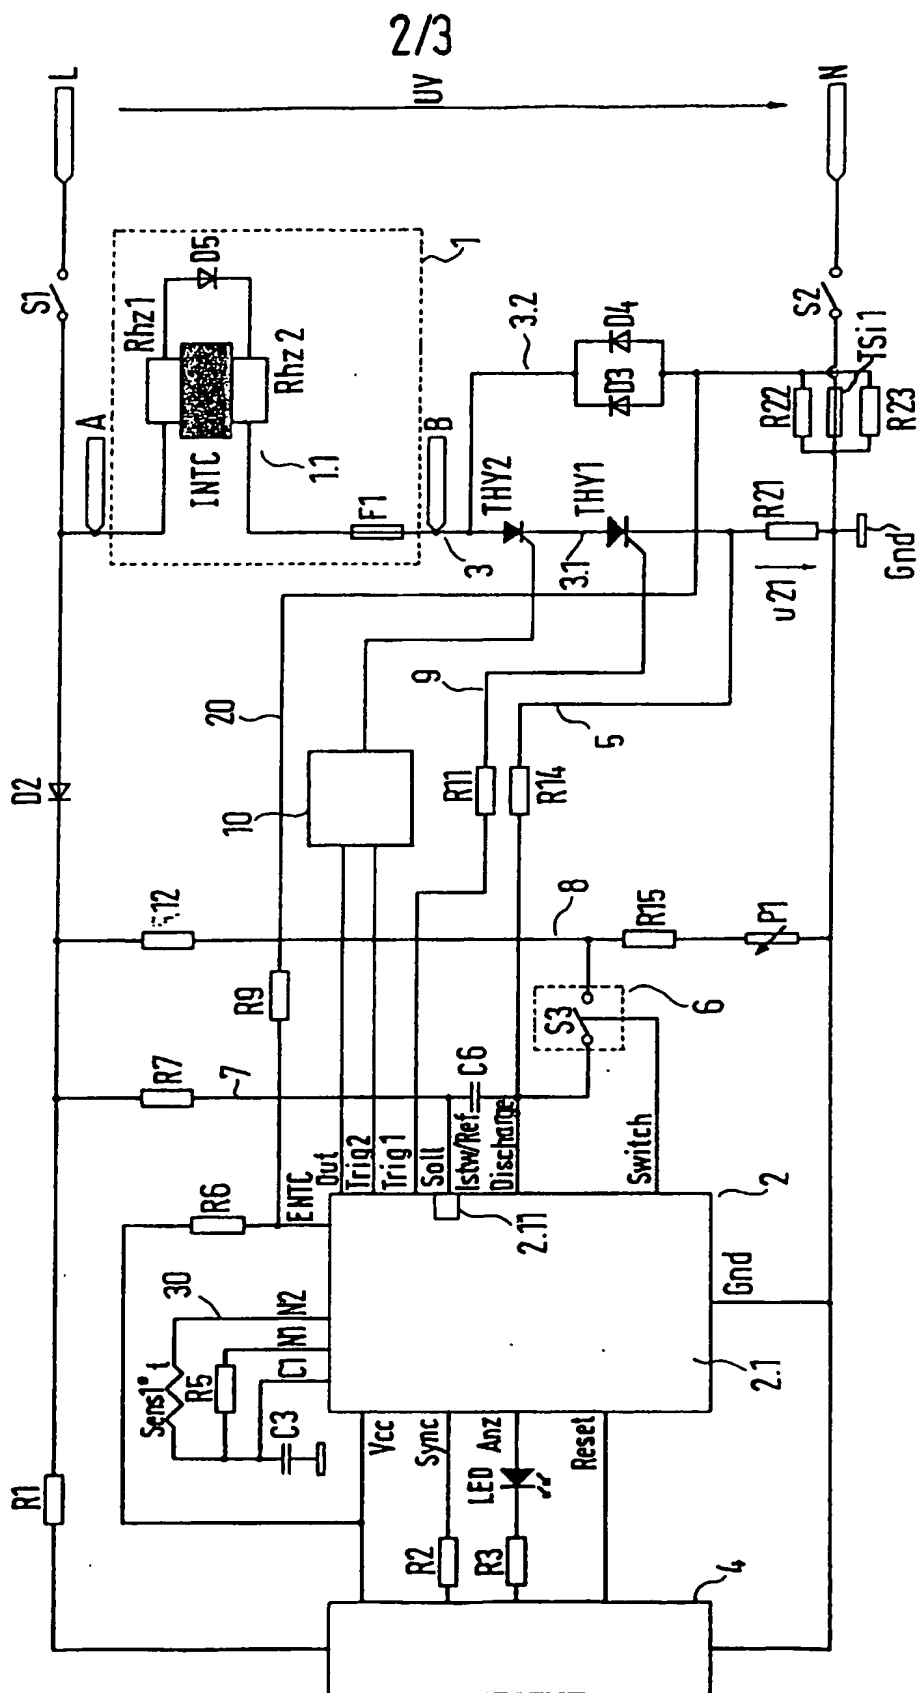 2/3
L
UV
N
S1
S2
Rhz1
D5
1
INTC
Rhz2
1.1
A
F1
B
3
3.2
D3
D4
THY2
THY1
3.1
R22
TSi1
R23
R21
u21
Gnd
D2
20
10
9
5
R11
R14
R12
8
R15
P1
R9
S3
6
R7
7
C6
ENTC
Out
Trig2
Trig1
Soll
Istw/Ref
Discharge
Switch
2
2.11
R6
30
N2
N1
C1
Sens1* t
R5
C3
Gnd
2.1
Vcc
Sync
Anz
Reset
LED
R1
R2
R3
4